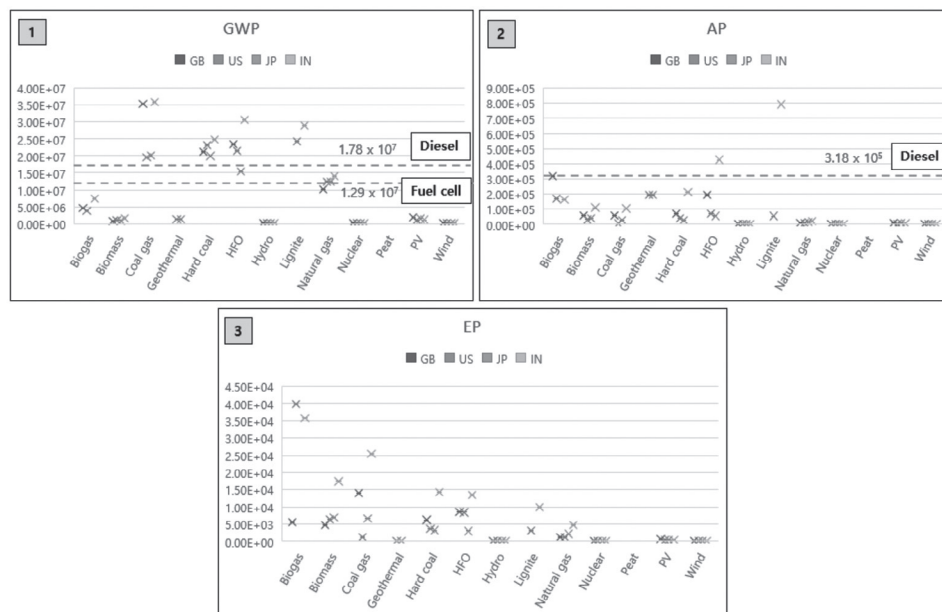 1
GWP
GB US JP IN
4.00E+07
3.50E+07
3.00E+07
2.50E+07
2.00E+07
1.50E+07
1.00E+07
5.00E+06
0.00E+00
1.78 x 10⁷
Diesel
1.29 x 10⁷
Fuel cell
Biogas
Biomass
Coal gas
Geothermal
Hard coal
HFO
Hydro
Lignite
Natural gas
Nuclear
Peat
PV
Wind
2
AP
GB US JP IN
9.00E+05
8.00E+05
7.00E+05
6.00E+05
5.00E+05
4.00E+05
3.00E+05
2.00E+05
1.00E+05
0.00E+00
3.18 x 10⁵
Diesel
Biogas
Biomass
Coal gas
Geothermal
Hard coal
HFO
Hydro
Lignite
Natural gas
Nuclear
Peat
PV
Wind
3
EP
GB US JP IN
4.50E+04
4.00E+04
3.50E+04
3.00E+04
2.50E+04
2.00E+04
1.50E+04
1.00E+04
5.00E+03
0.00E+00
Biogas
Biomass
Coal gas
Geothermal
Hard coal
HFO
Hydro
Lignite
Natural gas
Nuclear
Peat
PV
Wind